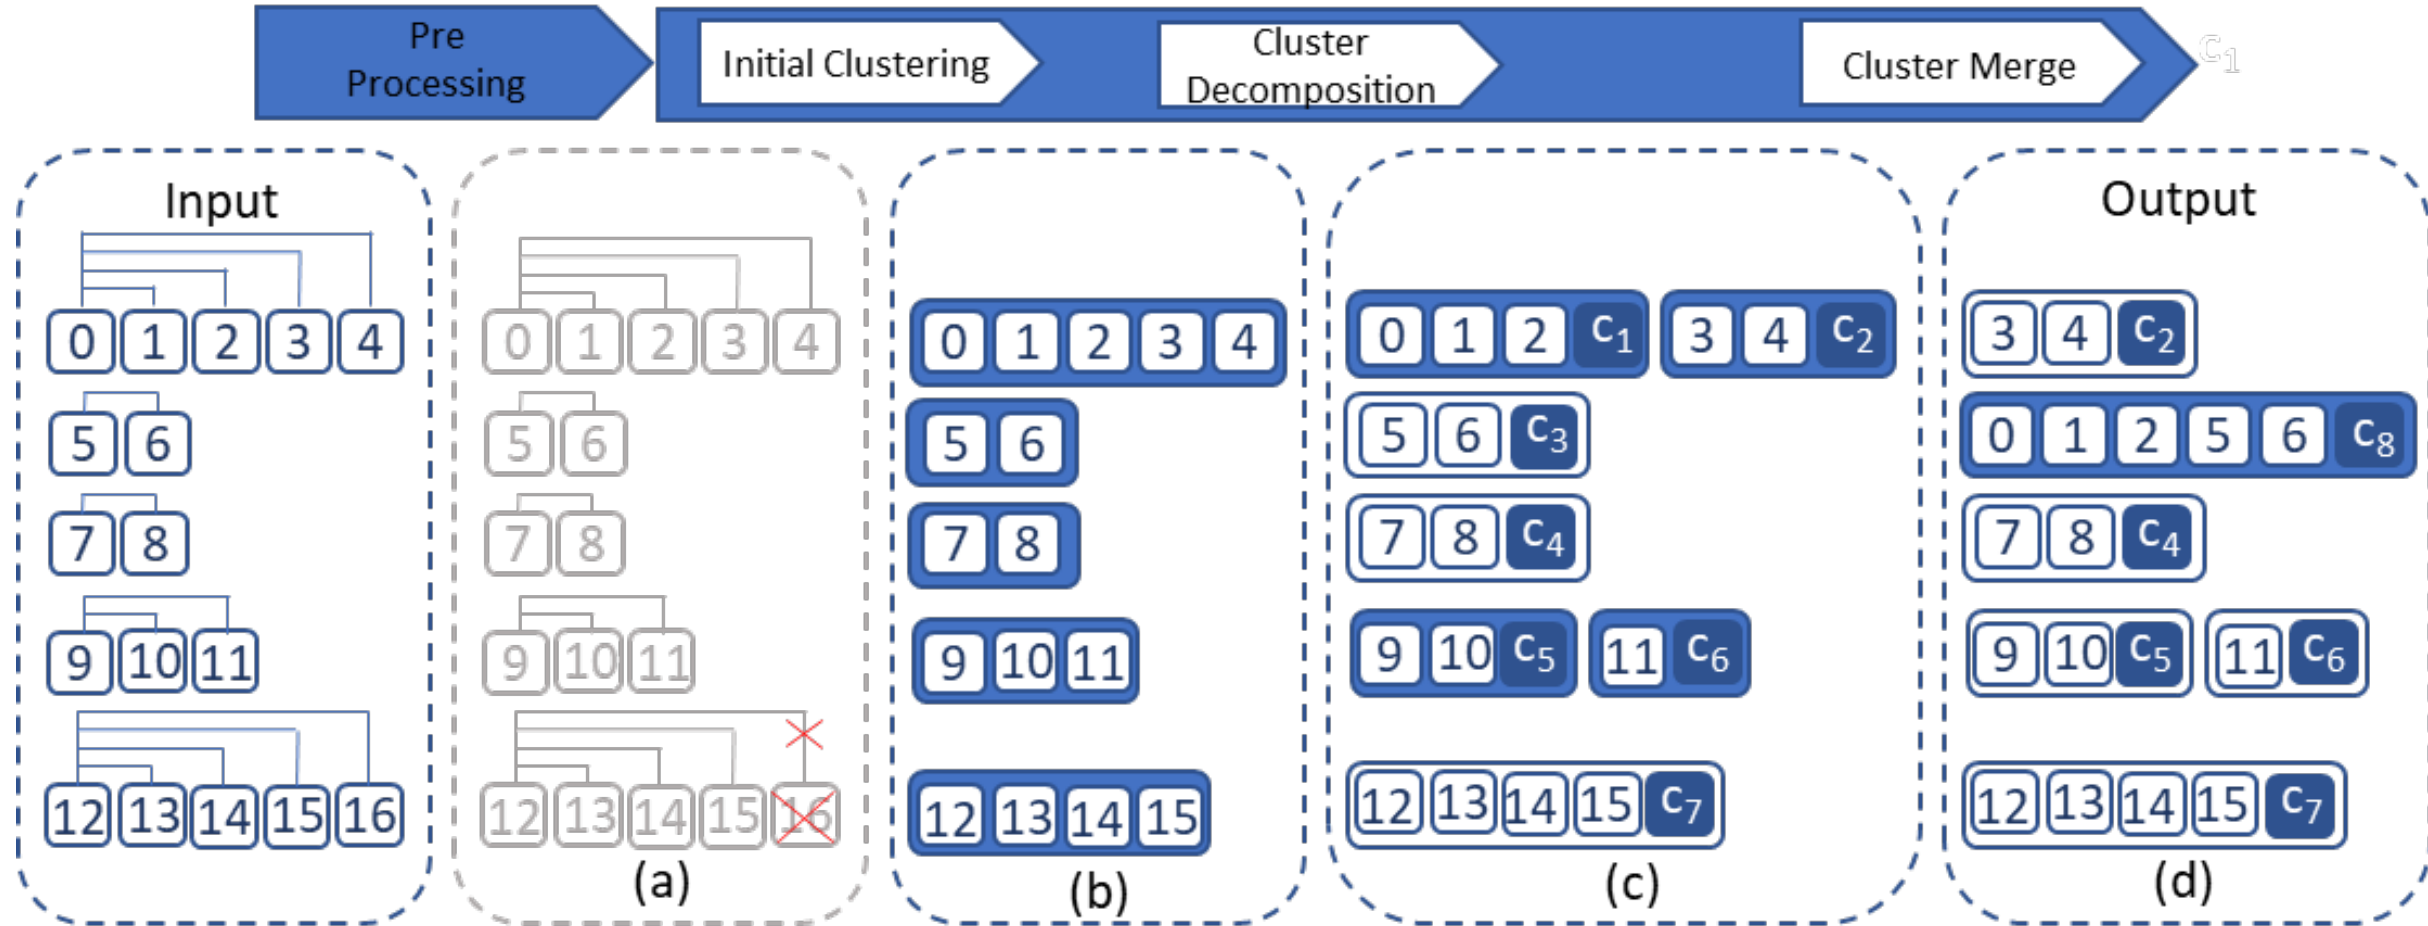 Pre
Processing
Initial Clustering
Cluster
Decomposition
Cluster Merge
c1
Input
0 1 2 3 4
5 6
7 8
9 10 11
12 13 14 15 16
0 1 2 3 4
5 6
7 8
9 10 11
12 13 14 15 16
(a)
0 1 2 3 4
5 6
7 8
9 10 11
12 13 14 15
(b)
0 1 2 c1 3 4 c2
5 6 c3
7 8 c4
9 10 c5 11 c6
12 13 14 15 c7
(c)
Output
3 4 c2
0 1 2 5 6 c8
7 8 c4
9 10 c5 11 c6
12 13 14 15 c7
(d)